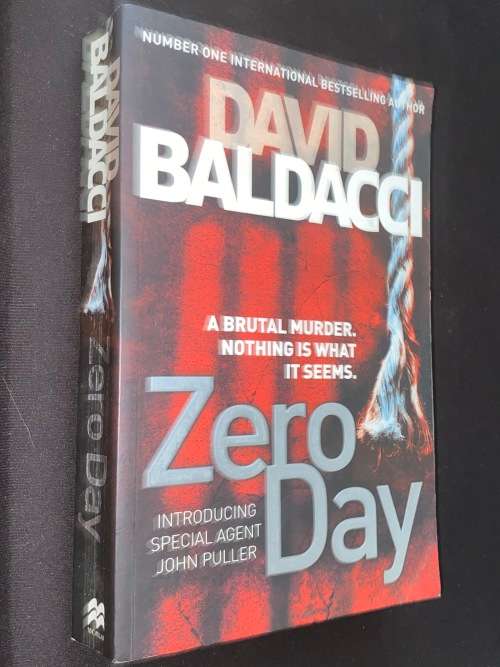 NUMBER ONE INTERNATIONAL BESTSELLING AUTHOR
DAVID
BALDACCI
A BRUTAL MURDER.
NOTHING IS WHAT
IT SEEMS.
Zero
Day
INTRODUCING
SPECIAL AGENT
JOHN PULLER
DAVID
BALDACCI
Zero Day